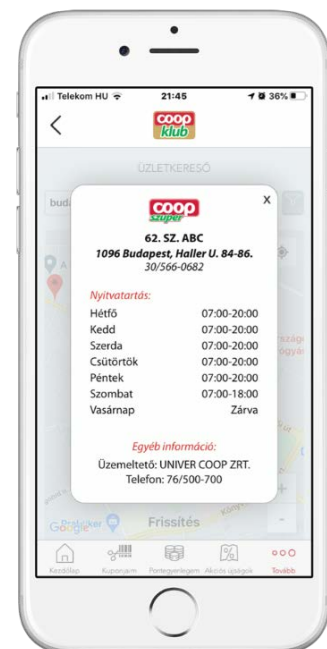 Telekom HU 21:45 36%
coop
klub
ÜZLETKERESŐ
buda
coop
szuper
X
62. SZ. ABC
1096 Budapest, Haller U. 84-86.
30/566-0682
Nyitvatartás:
Hétfő 07:00-20:00
Kedd 07:00-20:00
Szerda 07:00-20:00
Csütörtök 07:00-20:00
Péntek 07:00-20:00
Szombat 07:00-18:00
Vasárnap Zárva
Egyéb információ:
Üzemeltető: UNIVER COOP ZRT.
Telefon: 76/500-700
Frissítés
Kezdőlap Kuponjaim Pontegyenlegem Akciós újságok Tovább